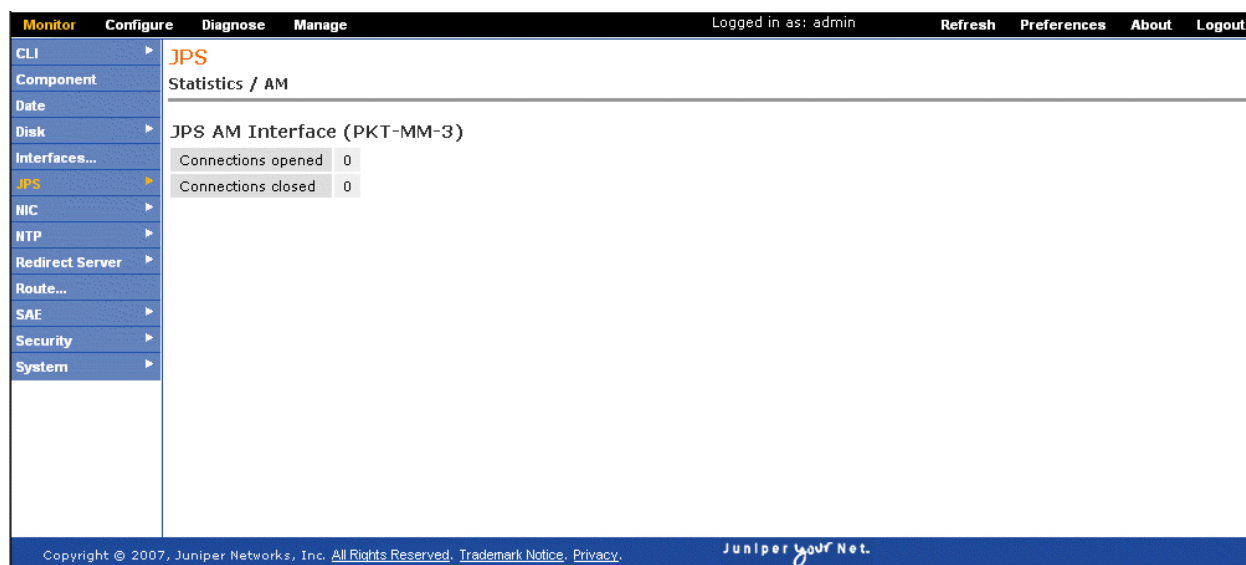 Monitor Configure Diagnose Manage Logged in as: admin Refresh Preferences About Logout
CLI
Component
Date
Disk
Interfaces...
JPS
NIC
NTP
Redirect Server
Route...
SAE
Security
System
JPS
Statistics / AM
JPS AM Interface (PKT-MM-3)
Connections opened 0
Connections closed 0
Copyright © 2007, Juniper Networks, Inc. All Rights Reserved. Trademark Notice. Privacy.
Juniper your Net.